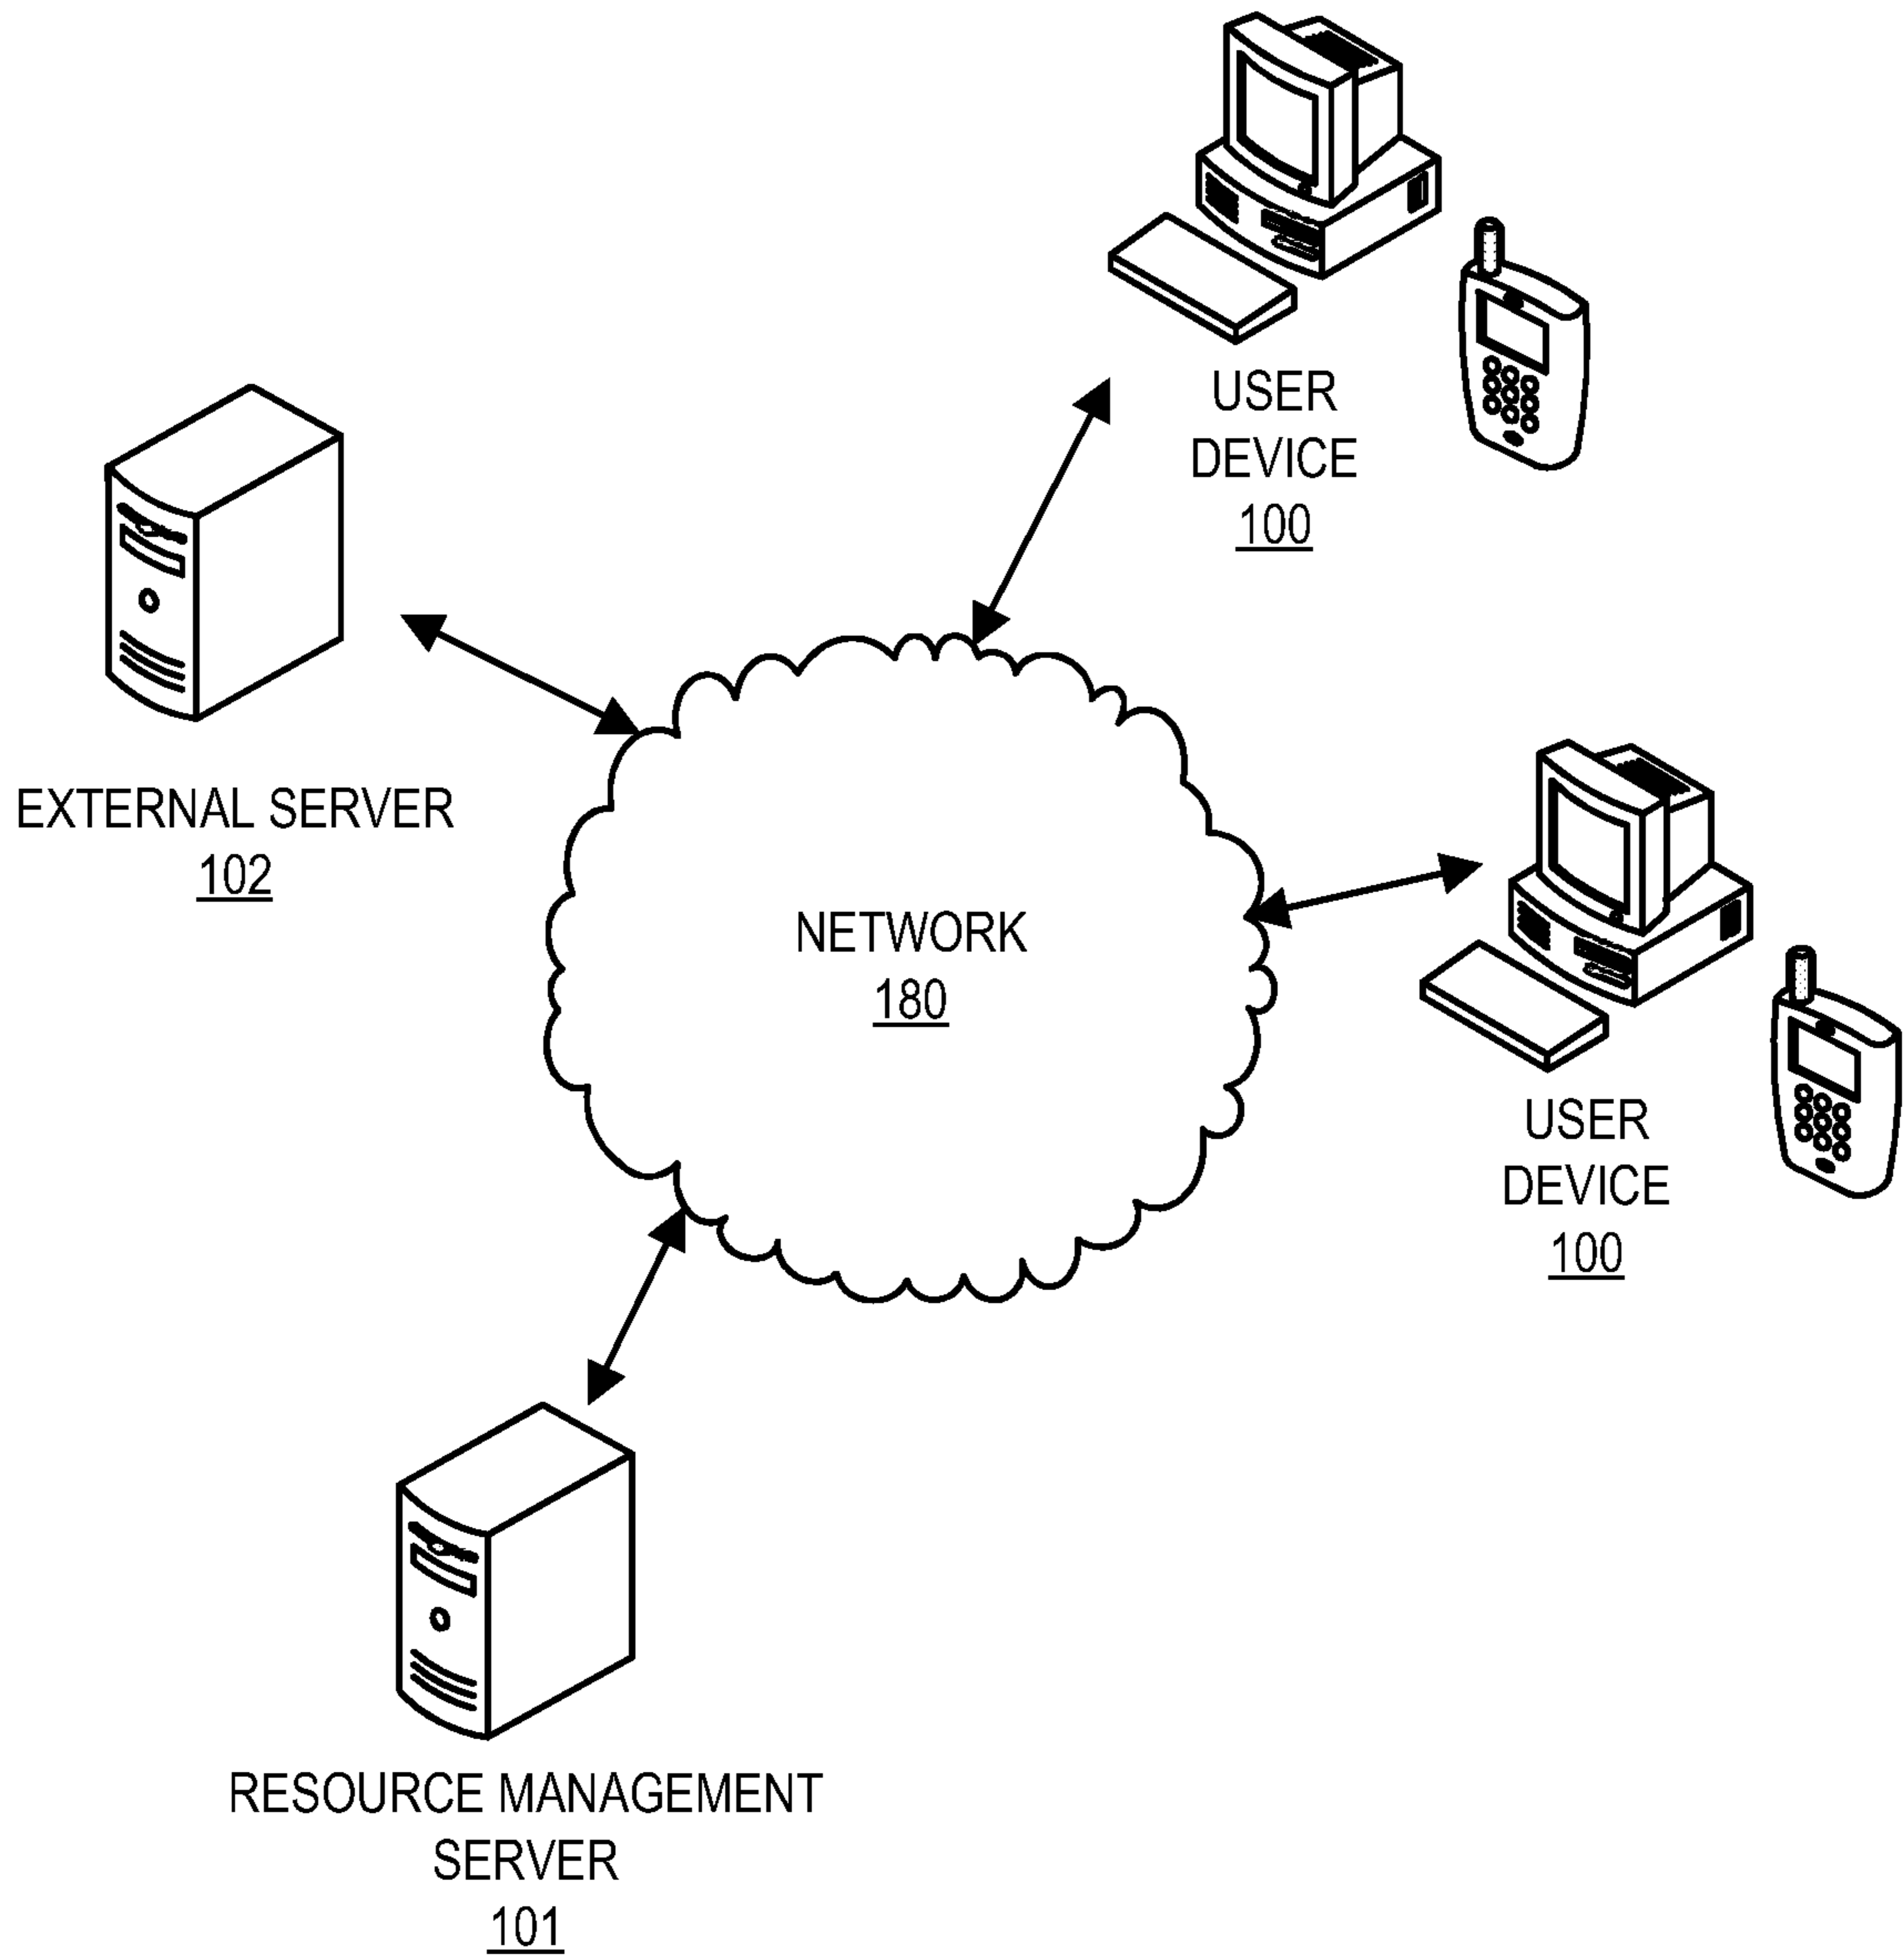 USER
DEVICE
100
EXTERNAL SERVER
102
NETWORK
180
USER
DEVICE
100
RESOURCE MANAGEMENT
SERVER
101